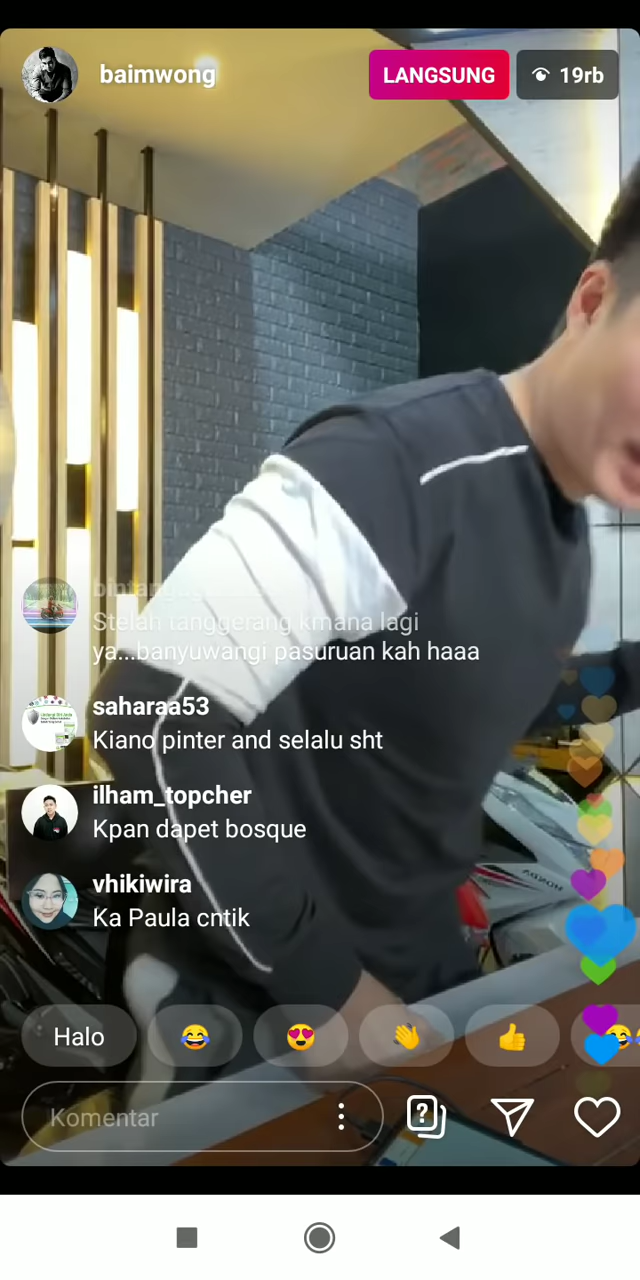 baimwong
LANGSUNG
19rb
Stelah tanggerang kmana lagi
ya...banyuwangi pasuruan kah haaa
saharaa53
Kiano pinter and selalu sht
ilham_topcher
Kpan dapet bosque
vhikiwira
Ka Paula cntik
Halo
Komentar